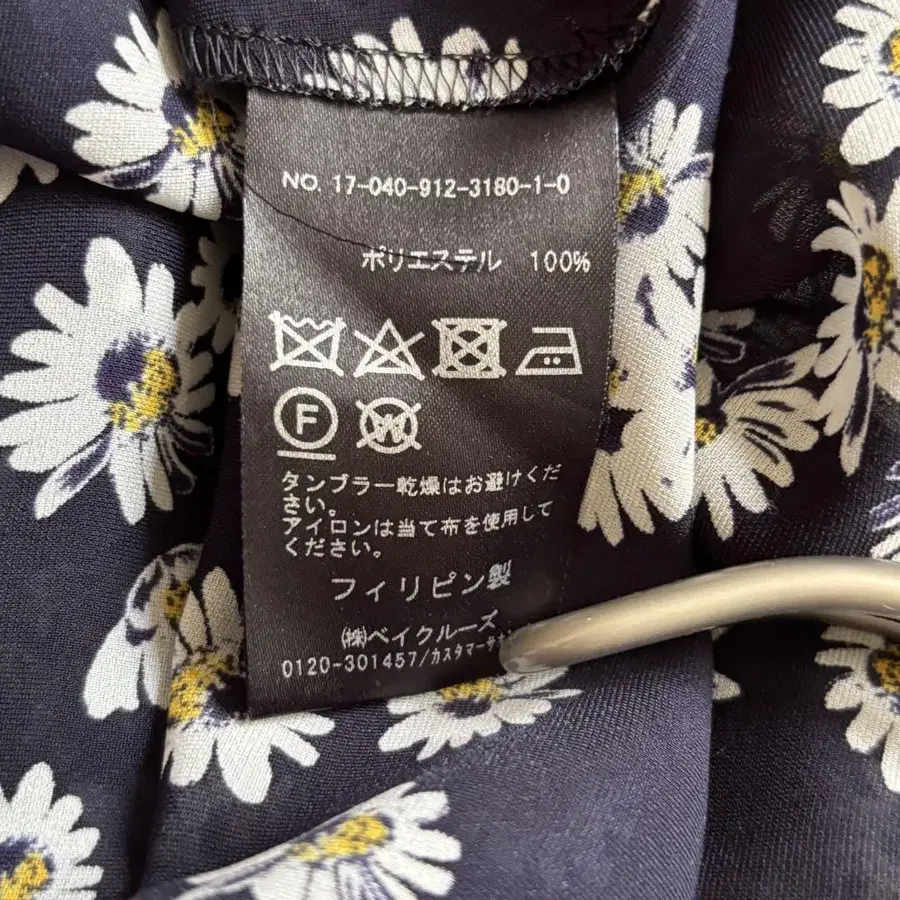 NO. 17-040-912-3180-1-0
ポリエステル 100%
F W
タンブラー乾燥はお避けくだ
さい。
アイロンは当て布を使用して
ください。
フィリピン製
㈱ベイクルーズ
0120-301457/カスタマーサ